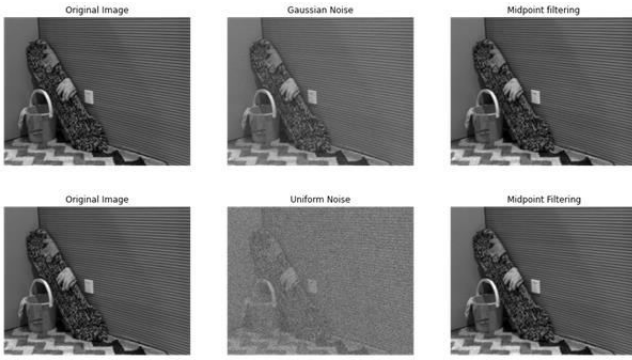 Original Image
Gaussian Noise
Midpoint filtering
Original Image
Uniform Noise
Midpoint Filtering